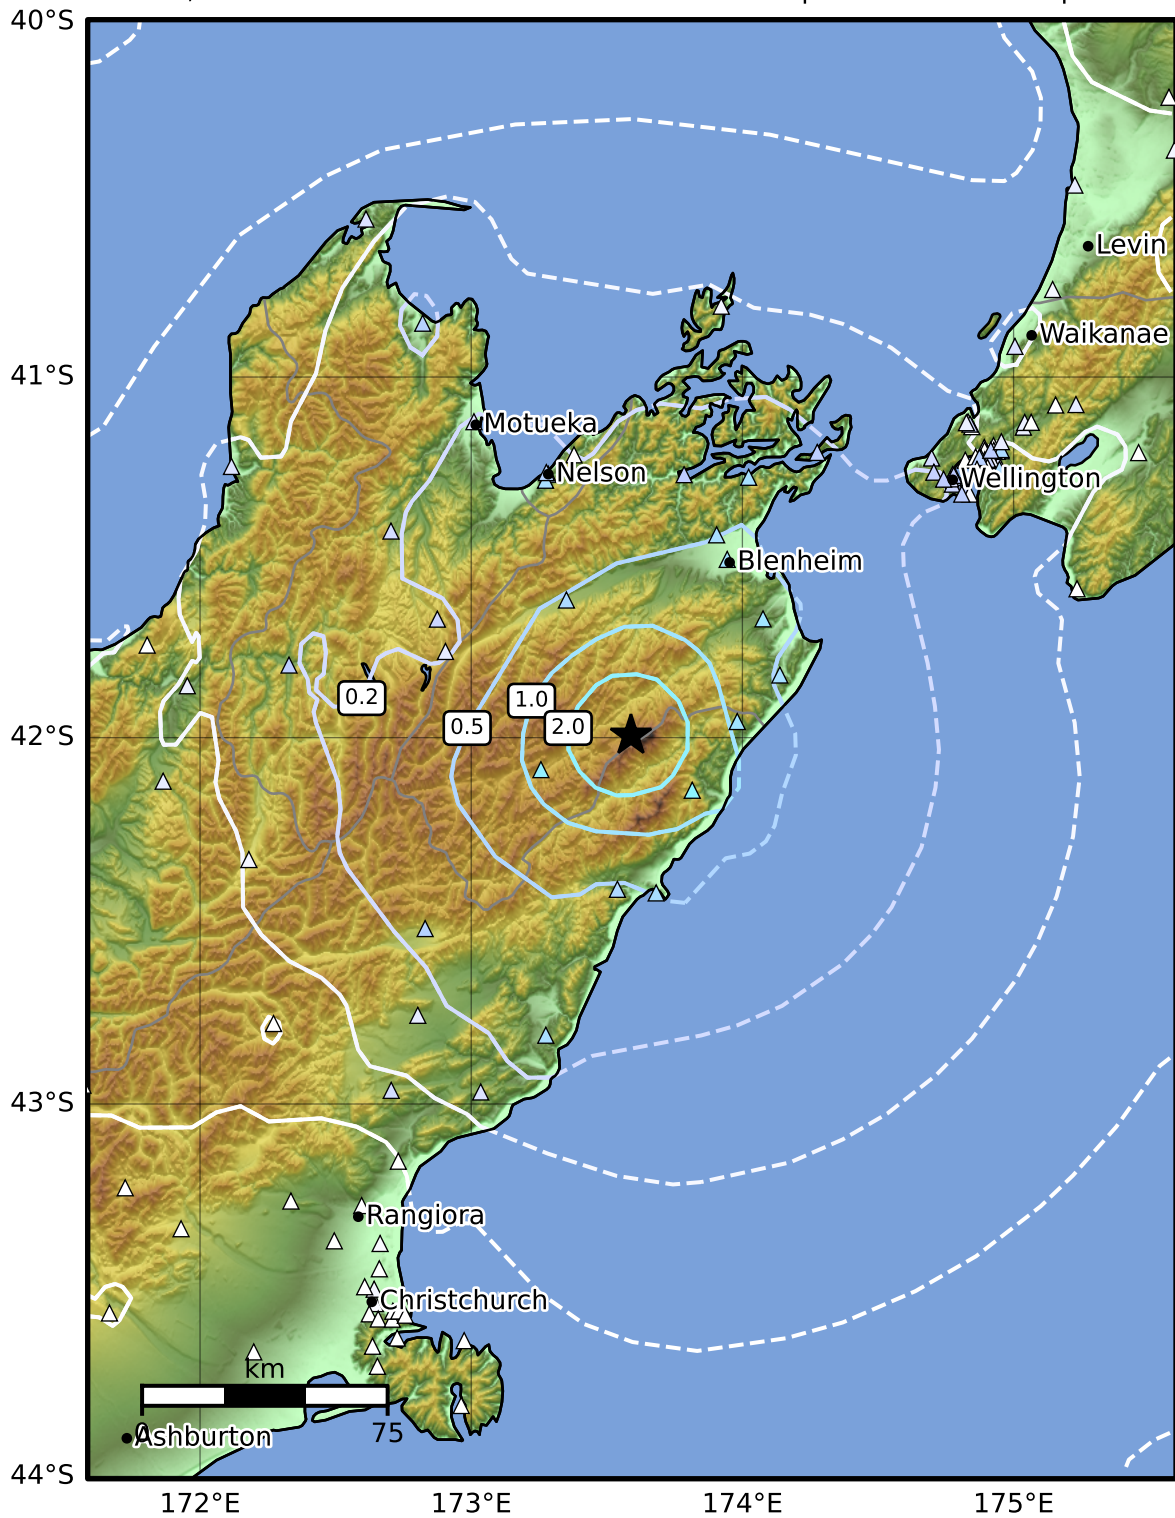 40°S
Levin
Waikanae
41°S
Motueka
Nelson
Wellington
Blenheim
0.2
1.0
0.5
2.0
42°S
43°S
Rangiora
Christchurch
km
0
75
Ashburton
44°S
172°E
173°E
174°E
175°E